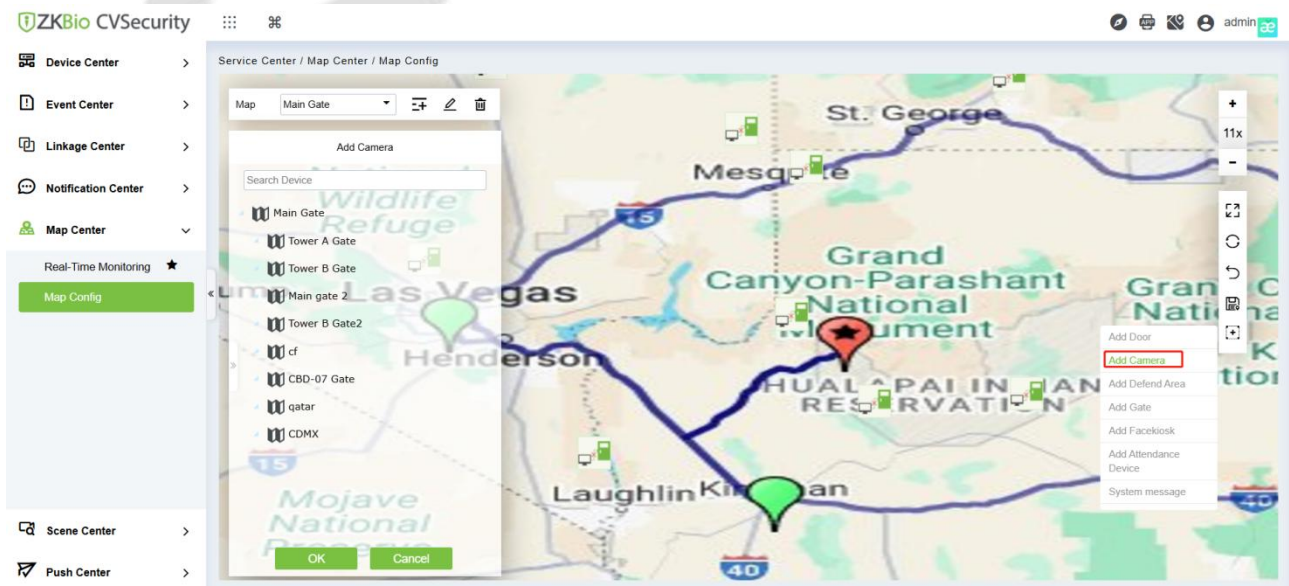 ZKBio CVSecurity
admin
Device Center
Event Center
Linkage Center
Notification Center
Map Center
Real-Time Monitoring
Map Config
Scene Center
Push Center
Service Center / Map Center / Map Config
Map
Main Gate
Add Camera
Search Device
Main Gate
Tower A Gate
Tower B Gate
Main gate 2
Tower B Gate2
cf
CBD-07 Gate
qatar
CDMX
OK
Cancel
Wildlife
Refuge
Las Vegas
Henderson
15
Mojave
National
St. George
Mesquite
15
Grand
Canyon-Parashant
National
Monument
HUALAPAI INDIAN
RESERVATION
Laughlin
Kingman
40
40
11x
Add Door
Add Camera
Add Defend Area
Add Gate
Add Facekiosk
Add Attendance
Device
System message